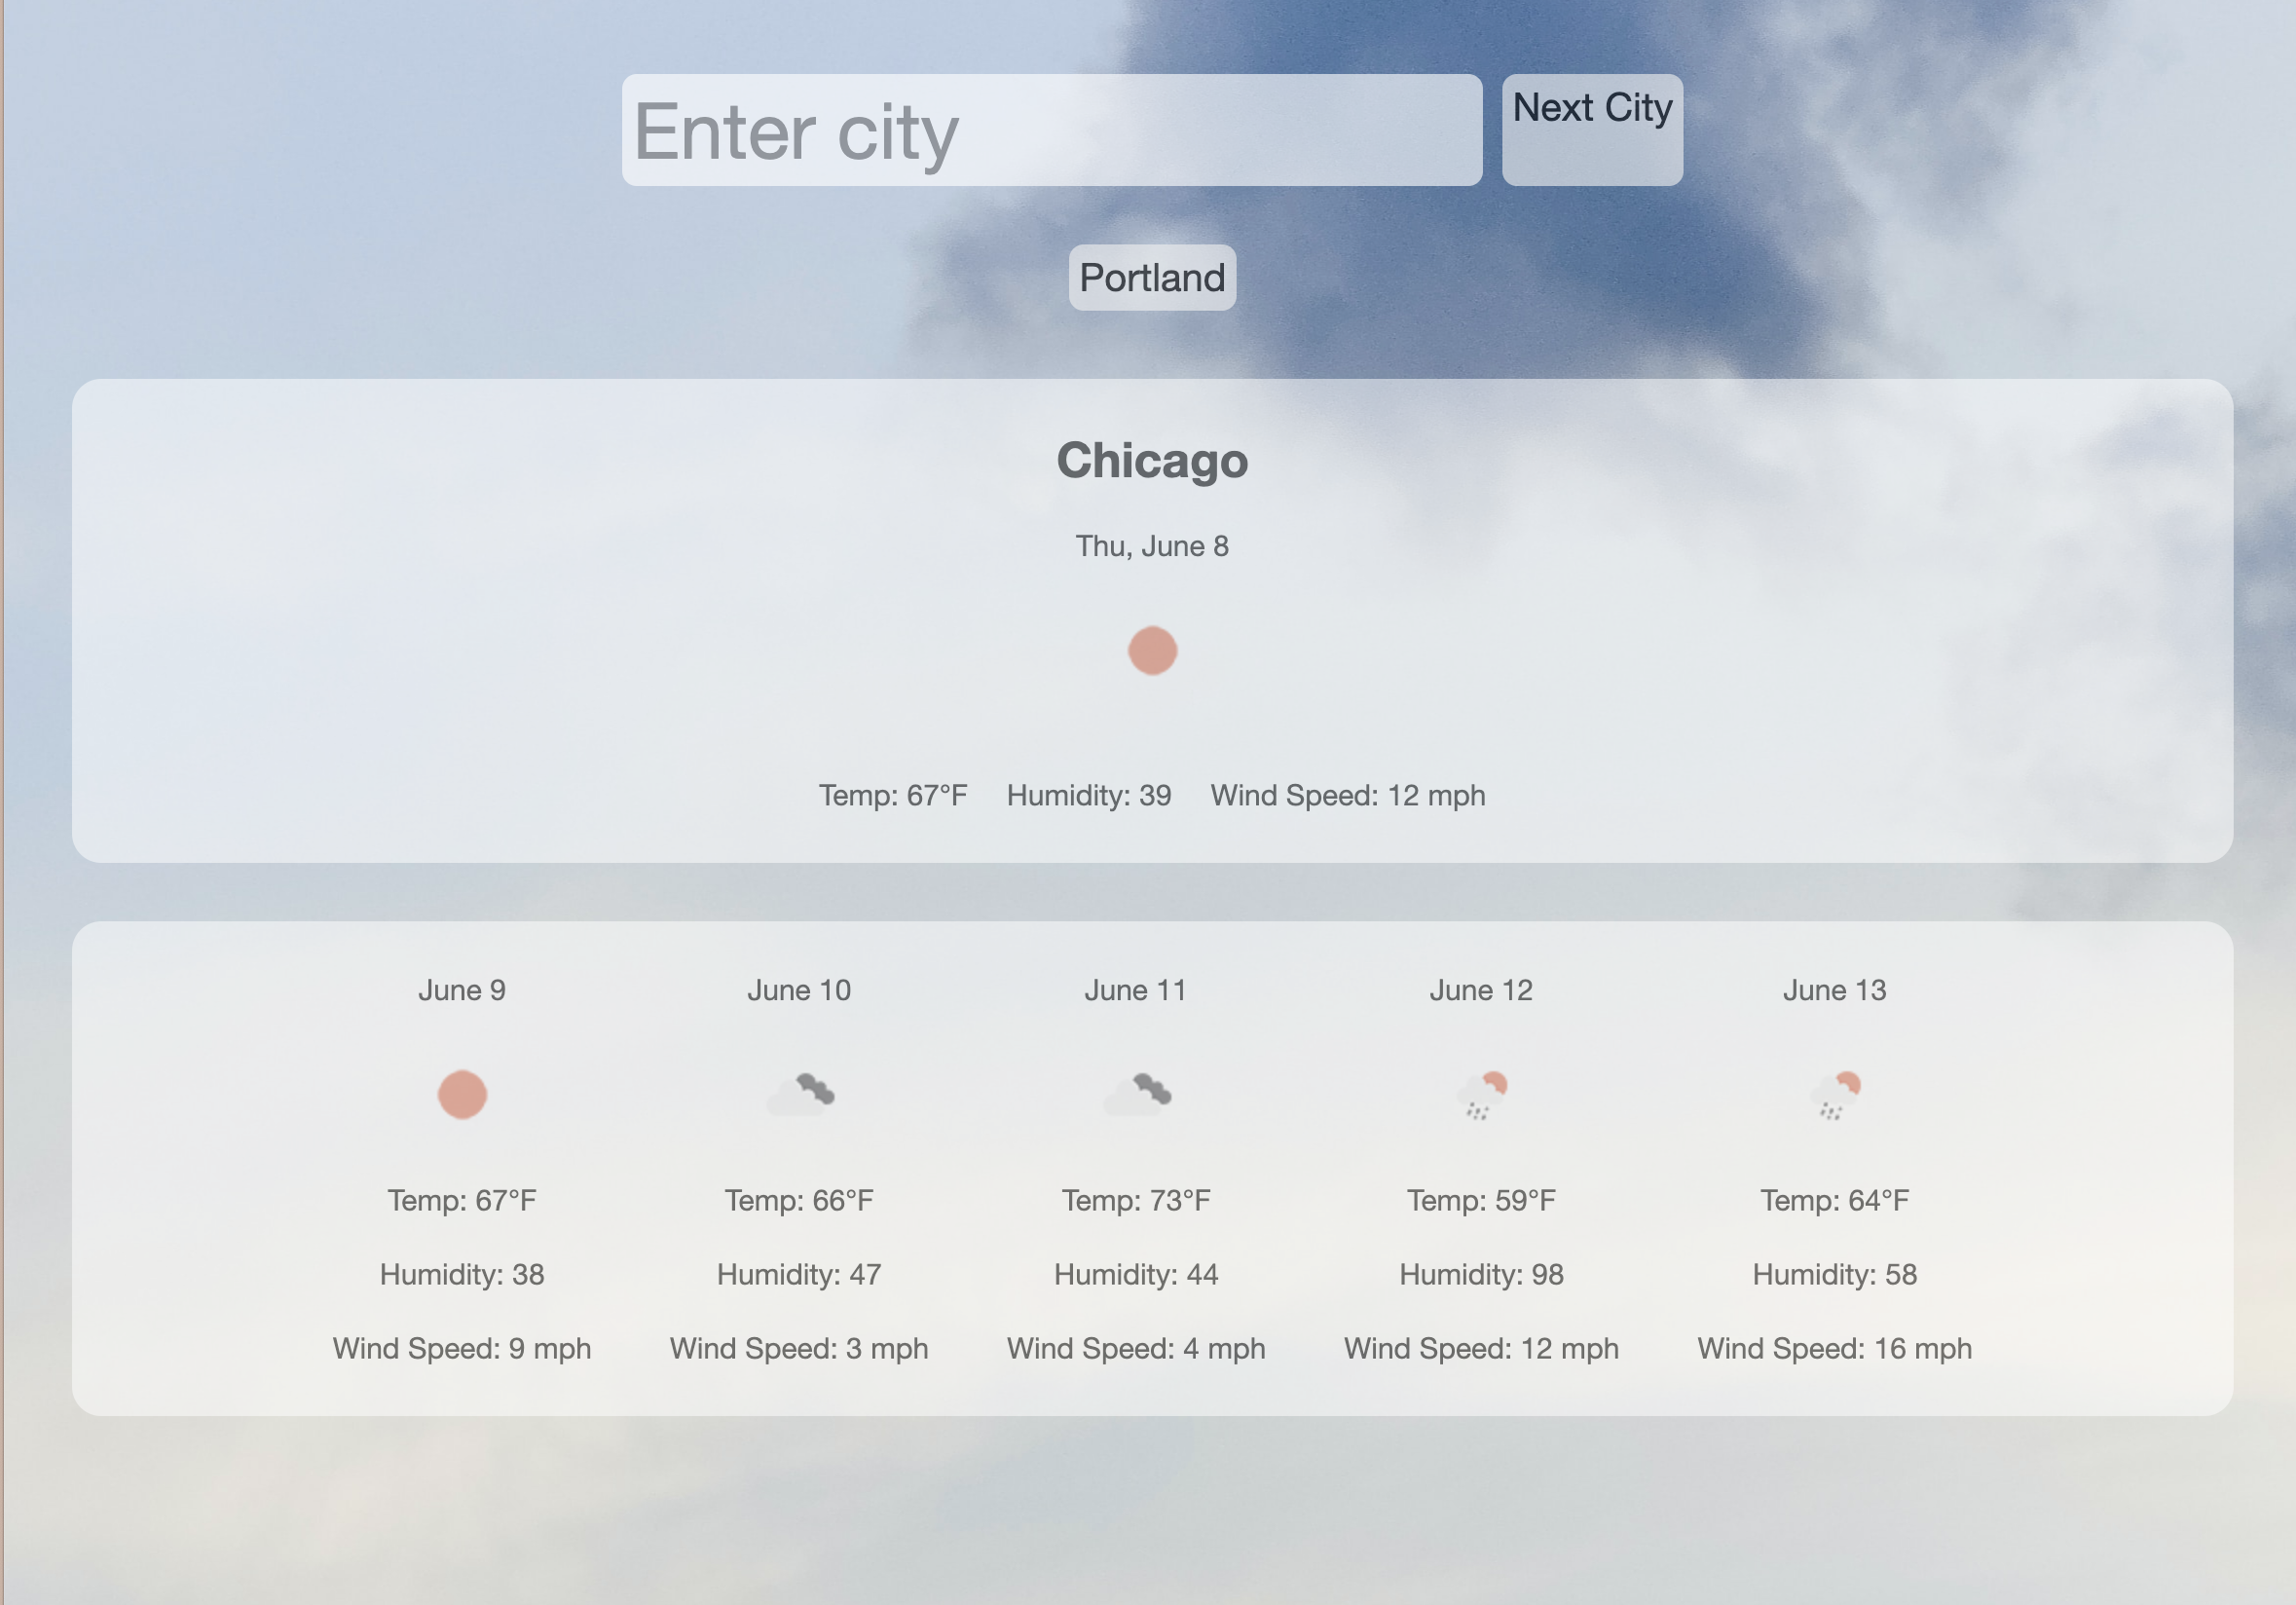 Enter city
Next City
Portland
Chicago
Thu, June 8
Temp: 67°F Humidity: 39 Wind Speed: 12 mph
June 9 June 10 June 11 June 12 June 13
Temp: 67°F Temp: 66°F Temp: 73°F Temp: 59°F Temp: 64°F
Humidity: 38 Humidity: 47 Humidity: 44 Humidity: 98 Humidity: 58
Wind Speed: 9 mph Wind Speed: 3 mph Wind Speed: 4 mph Wind Speed: 12 mph Wind Speed: 16 mph